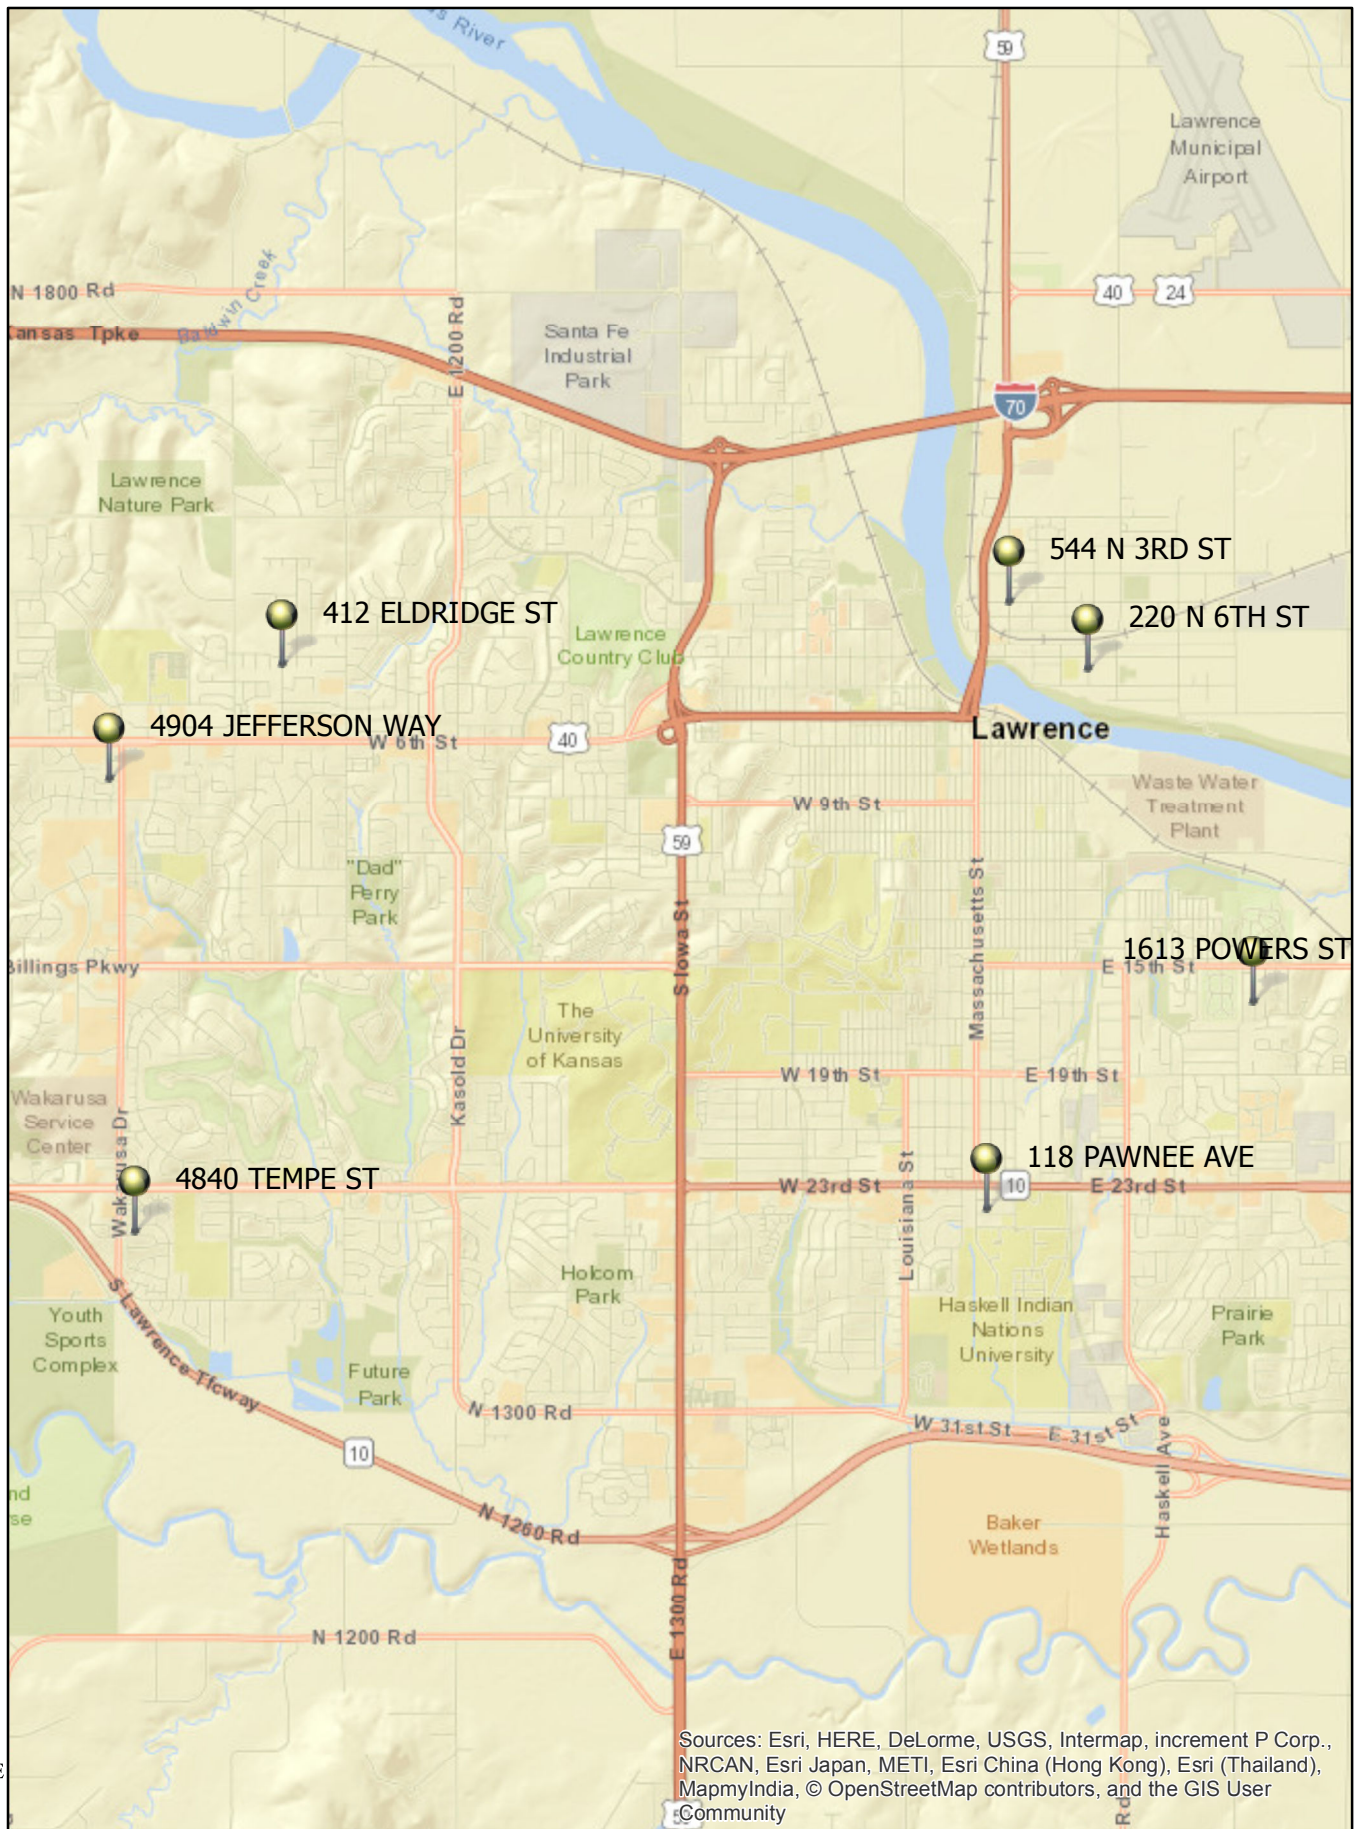 s River
59
Lawrence
Municipal
Airport
N 1800 Rd
Baldwin Creek
40
24
Kansas Tpke
E 1200 Rd
Santa Fe
Industrial
Park
70
Lawrence
Nature Park
544 N 3RD ST
412 ELDRIDGE ST
220 N 6TH ST
Lawrence
Country Club
4904 JEFFERSON WAY
W 6th St
40
Lawrence
Waste Water
Treatment
Plant
W 9th St
59
"Dad"
Perry
Park
Massachusetts St
S Iowa St
1613 POWERS ST
Billings Pkwy
E 15th St
The
University
of Kansas
Kasold Dr
W 19th St
E 19th St
Wakarusa
Service
Center
Wakarusa Dr
118 PAWNEE AVE
4840 TEMPE ST
W 23rd St
10
E 23rd St
Louisiana St
Holcom
Park
Youth
Sports
Complex
S Lawrence Tfcway
Haskell Indian
Nations
University
Prairie
Park
Future
Park
N 1300 Rd
W 31st St
E 31st St
10
Haskell Ave
nd
se
N 1260 Rd
Baker
Wetlands
E 1300 Rd
N 1200 Rd
Sources: Esri, HERE, DeLorme, USGS, Intermap, increment P Corp.,
NRCAN, Esri Japan, METI, Esri China (Hong Kong), Esri (Thailand),
MapmyIndia, © OpenStreetMap contributors, and the GIS User
Community
Rd